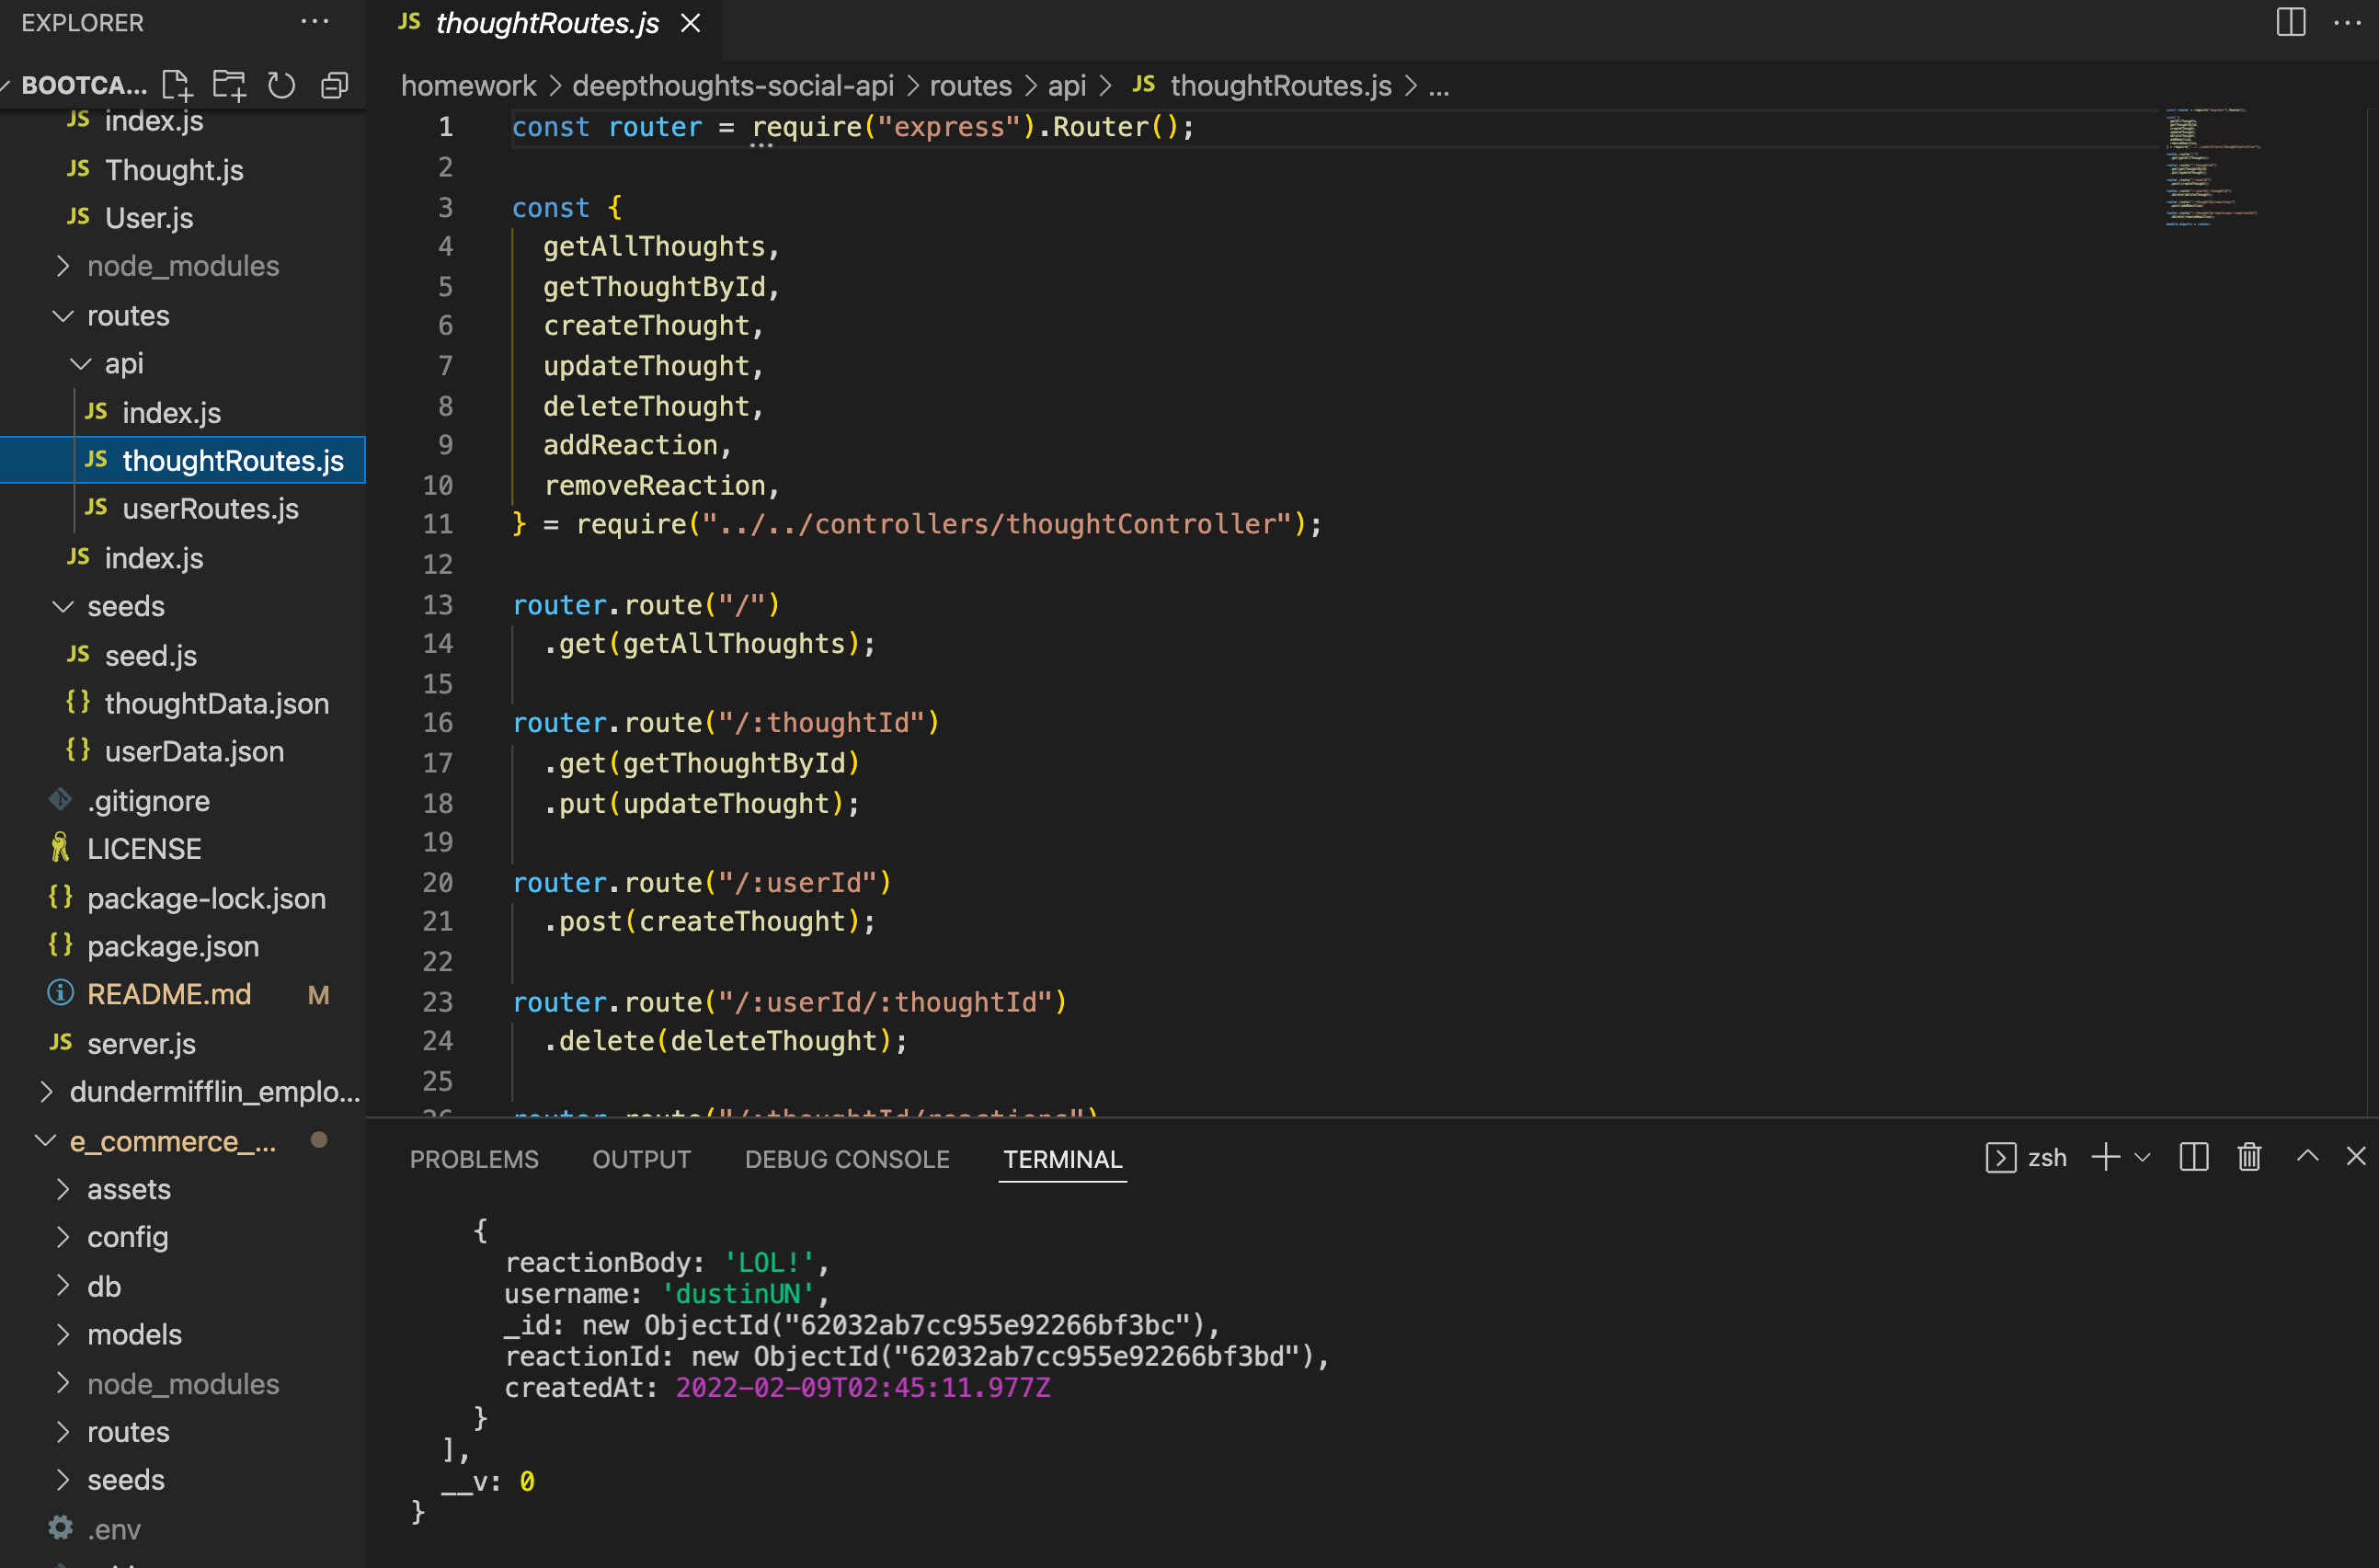 EXPLORER
BOOTCA...
index.js
Thought.js
User.js
node_modules
routes
api
index.js
thoughtRoutes.js
userRoutes.js
index.js
seeds
seed.js
thoughtData.json
userData.json
.gitignore
LICENSE
package-lock.json
package.json
README.md M
server.js
dundermifflin_emplo...
e_commerce_...
assets
config
db
models
node_modules
routes
seeds
.env
JS thoughtRoutes.js
homework > deepthoughts-social-api > routes > api > JS thoughtRoutes.js > ...
1 const router = require("express").Router();
2
3 const {
4 getAllThoughts,
5 getThoughtById,
6 createThought,
7 updateThought,
8 deleteThought,
9 addReaction,
10 removeReaction,
11 } = require("../../controllers/thoughtController");
12
13 router.route("/")
14 .get(getAllThoughts);
15
16 router.route("/:thoughtId")
17 .get(getThoughtById)
18 .put(updateThought);
19
20 router.route("/:userId")
21 .post(createThought);
22
23 router.route("/:userId/:thoughtId")
24 .delete(deleteThought);
25
26 router.route("/:thoughtId/reactions")
PROBLEMS OUTPUT DEBUG CONSOLE TERMINAL zsh
{
reactionBody: 'LOL!',
username: 'dustinUN',
_id: new ObjectId("62032ab7cc955e92266bf3bc"),
reactionId: new ObjectId("62032ab7cc955e92266bf3bd"),
createdAt: 2022-02-09T02:45:11.977Z
}
],
__v: 0
}